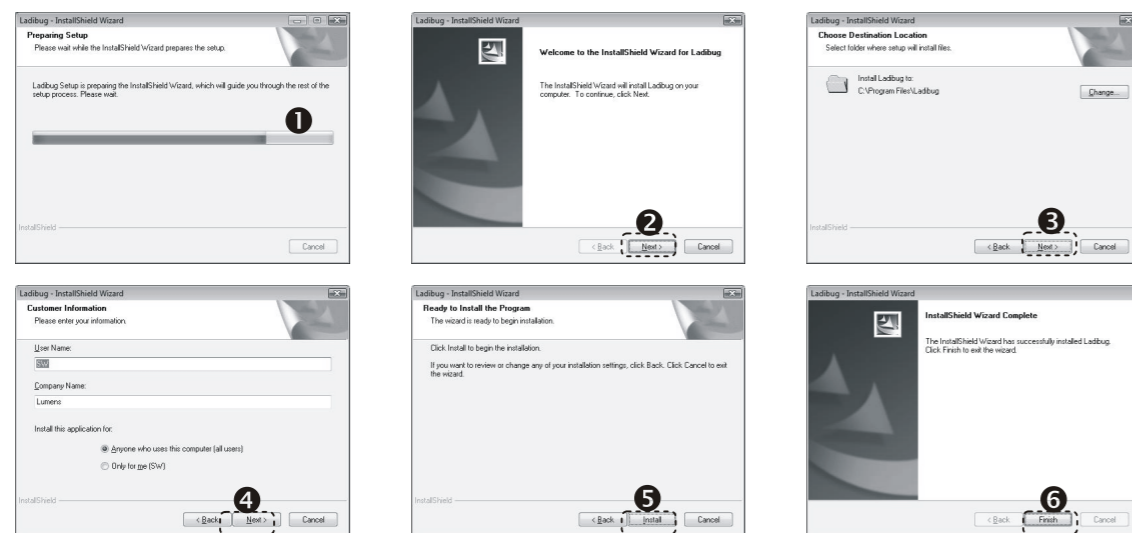 Ladibug - InstallShield Wizard
Preparing Setup
Please wait while the InstallShield Wizard prepares the setup.
Ladibug Setup is preparing the InstallShield Wizard, which will guide you through the rest of the
setup process. Please wait.
1
InstallShield
Cancel
Ladibug - InstallShield Wizard
Welcome to the InstallShield Wizard for Ladibug
The InstallShield Wizard will install Ladibug on your
computer. To continue, click Next.
2
< Back Next > Cancel
Ladibug - InstallShield Wizard
Choose Destination Location
Select folder where setup will install files.
Install Ladibug to:
C:\Program Files\Ladibug
Change...
3
InstallShield
< Back Next > Cancel
Ladibug - InstallShield Wizard
Customer Information
Please enter your information.
User Name:
SW
Company Name:
Lumens
Install this application for:
Anyone who uses this computer (all users)
Only for me (SW)
4
InstallShield
< Back Next > Cancel
Ladibug - InstallShield Wizard
Ready to Install the Program
The wizard is ready to begin installation.
Click Install to begin the installation.
If you want to review or change any of your installation settings, click Back. Click Cancel to exit
the wizard.
5
InstallShield
< Back Install Cancel
Ladibug - InstallShield Wizard
InstallShield Wizard Complete
The InstallShield Wizard has successfully installed Ladibug.
Click Finish to exit the wizard.
6
< Back Finish Cancel